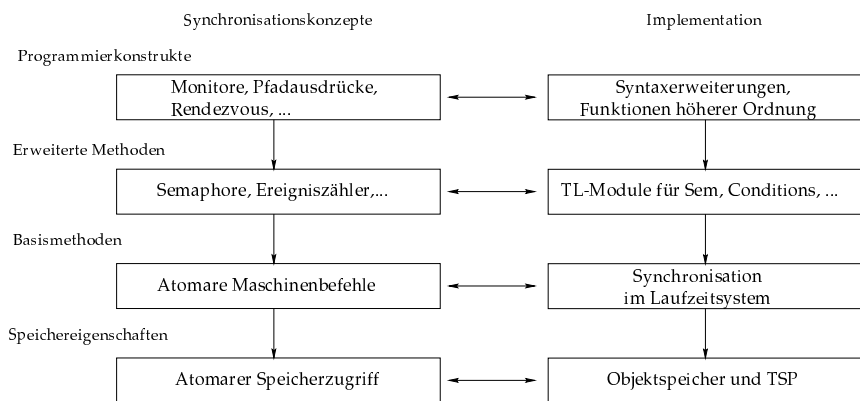 Synchronisationskonzepte
Implementation
Programmierkonstrukte
Monitore, Pfadausdrücke,
Rendezvous, ...
Syntaxerweiterungen,
Funktionen höherer Ordnung
Erweiterte Methoden
Semaphore, Ereigniszähler,...
TL-Module für Sem, Conditions, ...
Basismethoden
Atomare Maschinenbefehle
Synchronisation
im Laufzeitsystem
Speichereigenschaften
Atomarer Speicherzugriff
Objektspeicher und TSP